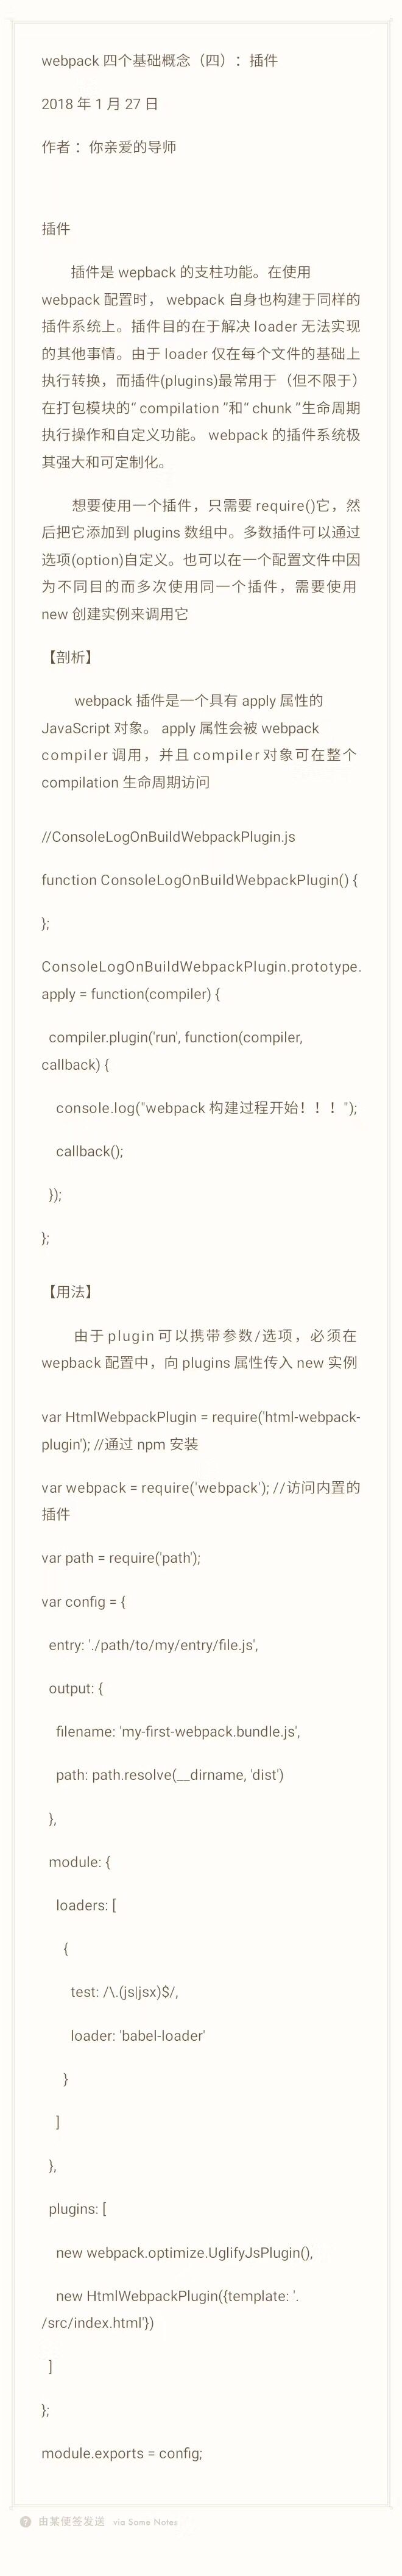 webpack 四个基础概念（四）：插件
2018 年 1 月 27 日
作者：你亲爱的导师
插件
插件是 wepback 的支柱功能。在使用
webpack 配置时， webpack 自身也构建于同样的
插件系统上。插件目的在于解决 loader 无法实现
的其他事情。由于 loader 仅在每个文件的基础上
执行转换，而插件(plugins)最常用于（但不限于）
在打包模块的“ compilation ”和“ chunk ”生命周期
执行操作和自定义功能。 webpack 的插件系统极
其强大和可定制化。
想要使用一个插件，只需要 require()它，然
后把它添加到 plugins 数组中。多数插件可以通过
选项(option)自定义。也可以在一个配置文件中因
为不同目的而多次使用同一个插件，需要使用
new 创建实例来调用它
【剖析】
webpack 插件是一个具有 apply 属性的
JavaScript 对象。 apply 属性会被 webpack
compiler 调用，并且 compiler 对象可在整个
compilation 生命周期访问
//ConsoleLogOnBuildWebpackPlugin.js
function ConsoleLogOnBuildWebpackPlugin() {
};
ConsoleLogOnBuildWebpackPlugin.prototype.
apply = function(compiler) {
compiler.plugin('run', function(compiler,
callback) {
console.log("webpack 构建过程开始！！！");
callback();
});
};
【用法】
由于 plugin 可以携带参数/选项，必须在
wepback 配置中，向 plugins 属性传入 new 实例
var HtmlWebpackPlugin = require('html-webpack-
plugin'); //通过 npm 安装
var webpack = require('webpack'); //访问内置的
插件
var path = require('path');
var config = {
entry: './path/to/my/entry/file.js',
output: {
filename: 'my-first-webpack.bundle.js',
path: path.resolve(__dirname, 'dist')
},
module: {
loaders: [
{
test: /\.(js|jsx)$/,
loader: 'babel-loader'
}
]
},
plugins: [
new webpack.optimize.UglifyJsPlugin(),
new HtmlWebpackPlugin({template: '.
/src/index.html'})
]
};
module.exports = config;
由某便签发送 via Some Notes